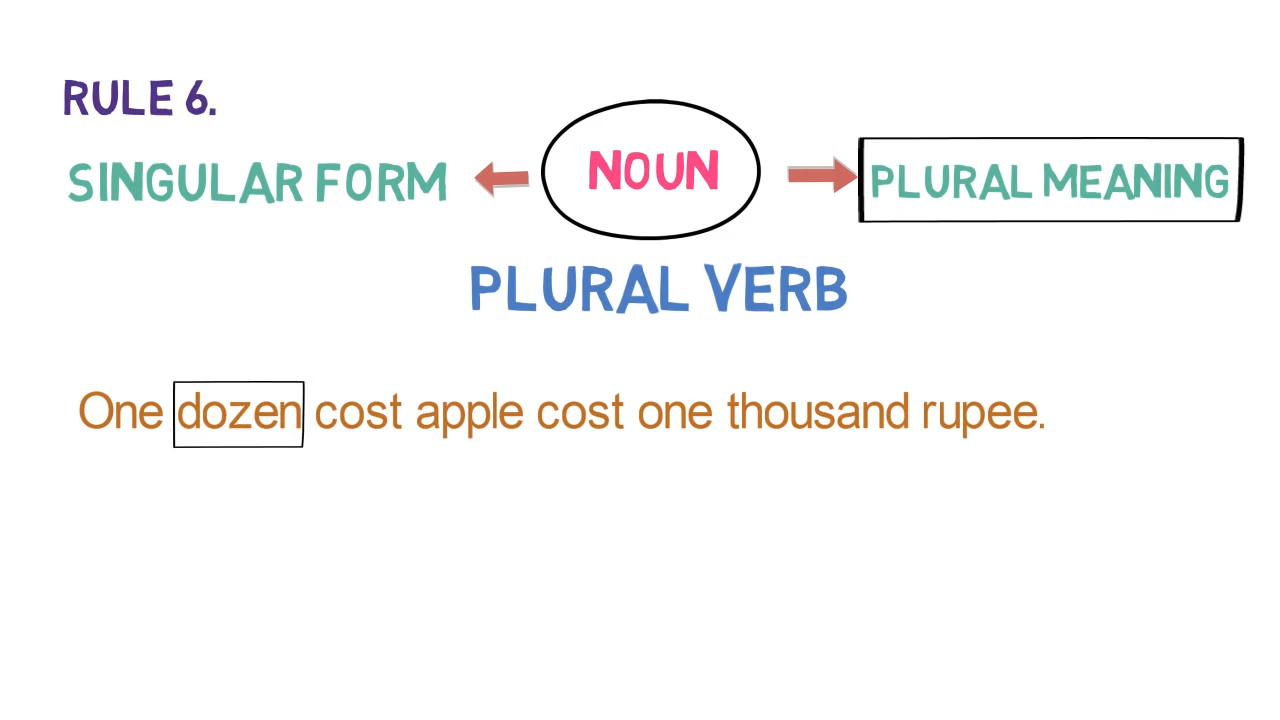 RULE 6.
SINGULAR FORM NOUN PLURAL MEANING
PLURAL VERB
One dozen cost apple cost one thousand rupee.